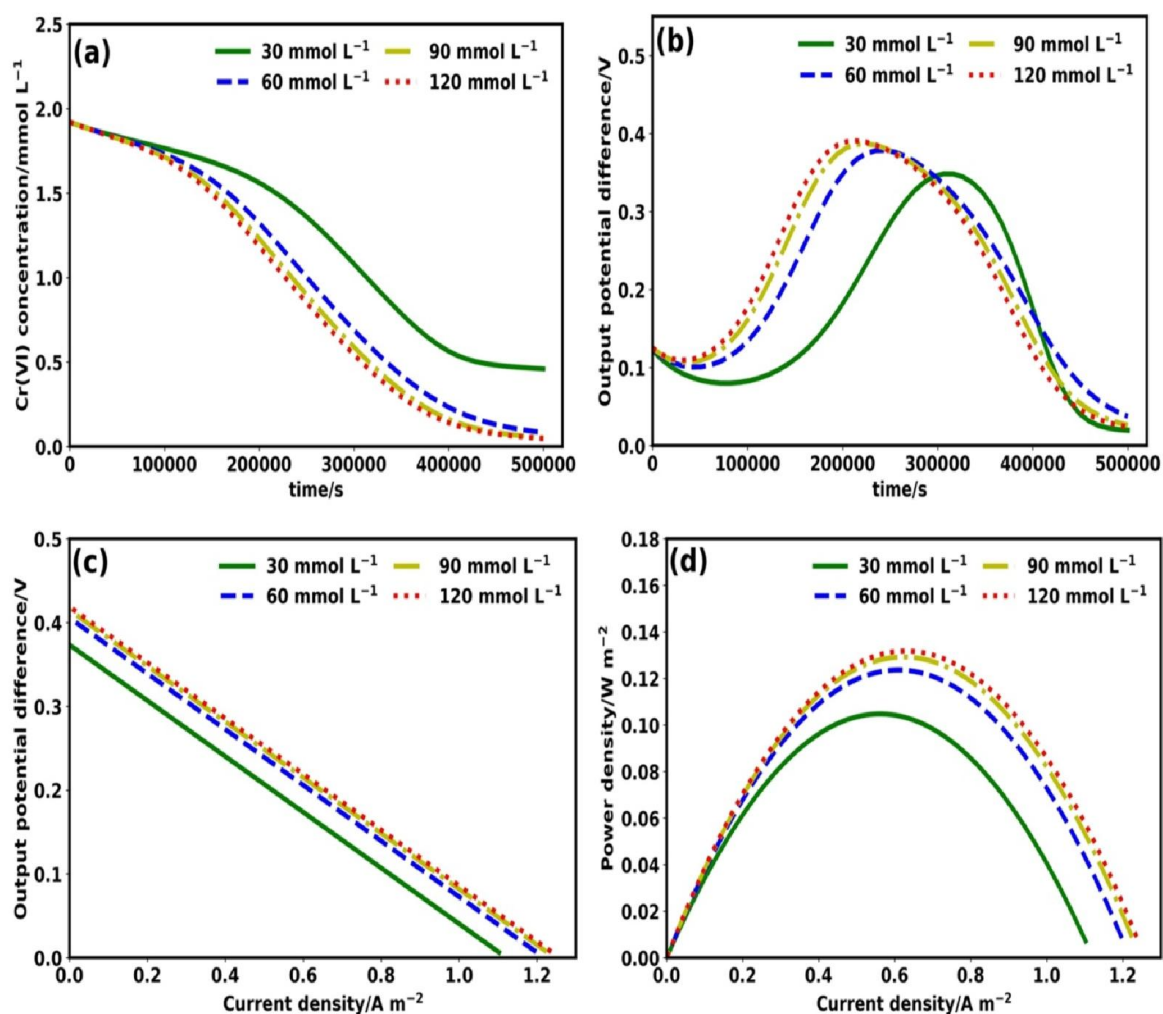 (a)
30 mmol L⁻¹ 90 mmol L⁻¹
60 mmol L⁻¹ 120 mmol L⁻¹
Cr(VI) concentration/mmol L⁻¹
2.5
2.0
1.5
1.0
0.5
0.0
0 100000 200000 300000 400000 500000
time/s
(b)
30 mmol L⁻¹ 90 mmol L⁻¹
60 mmol L⁻¹ 120 mmol L⁻¹
Output potential difference/V
0.5
0.4
0.3
0.2
0.1
0.0
0 100000 200000 300000 400000 500000
time/s
(c)
30 mmol L⁻¹ 90 mmol L⁻¹
60 mmol L⁻¹ 120 mmol L⁻¹
Output potential difference/V
0.5
0.4
0.3
0.2
0.1
0.0
0.0 0.2 0.4 0.6 0.8 1.0 1.2
Current density/A m⁻²
(d)
30 mmol L⁻¹ 90 mmol L⁻¹
60 mmol L⁻¹ 120 mmol L⁻¹
Power density/W m⁻²
0.18
0.16
0.14
0.12
0.10
0.08
0.06
0.04
0.02
0.00
0.0 0.2 0.4 0.6 0.8 1.0 1.2
Current density/A m⁻²